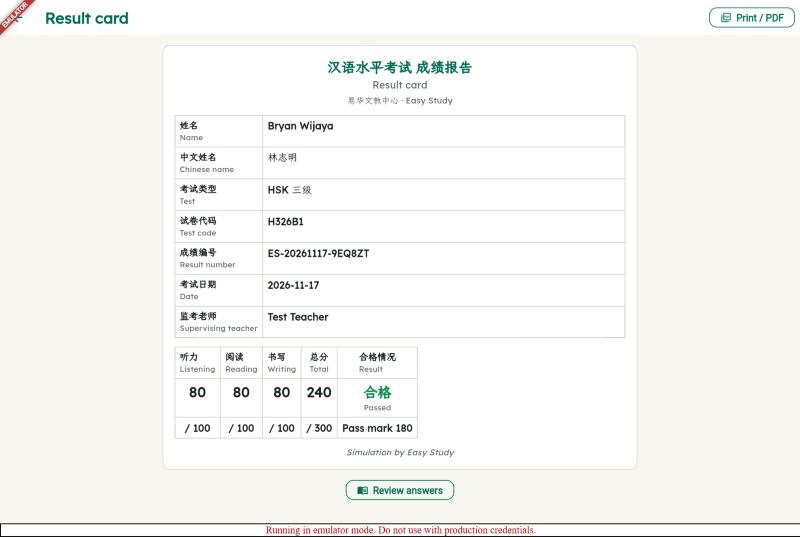 EMULATOR
Result card
Print / PDF
汉语水平考试 成绩报告
Result card
易华文教中心 · Easy Study
姓名
Name
Bryan Wijaya
中文姓名
Chinese name
林志明
考试类型
Test
HSK 三级
试卷代码
Test code
H326B1
成绩编号
Result number
ES-20261117-9EQ8ZT
考试日期
Date
2026-11-17
监考老师
Supervising teacher
Test Teacher
听力 阅读 书写 总分 合格情况
Listening Reading Writing Total Result
80 80 80 240 合格
Passed
/ 100 / 100 / 100 / 300 Pass mark 180
Simulation by Easy Study
Review answers
Running in emulator mode. Do not use with production credentials.